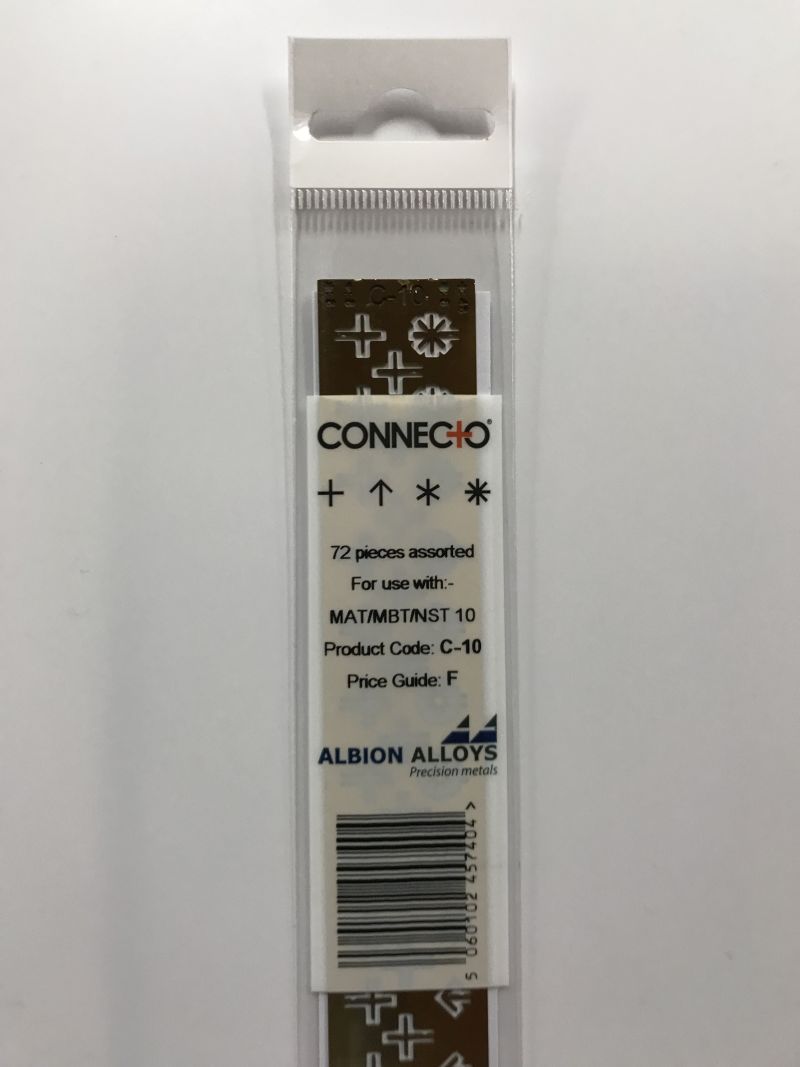 C-10
CONNECTO®
72 pieces assorted
For use with:-
MAT/MBT/NST 10
Product Code: C-10
Price Guide: F
ALBION ALLOYS
Precision metals
5 060102 457404 >